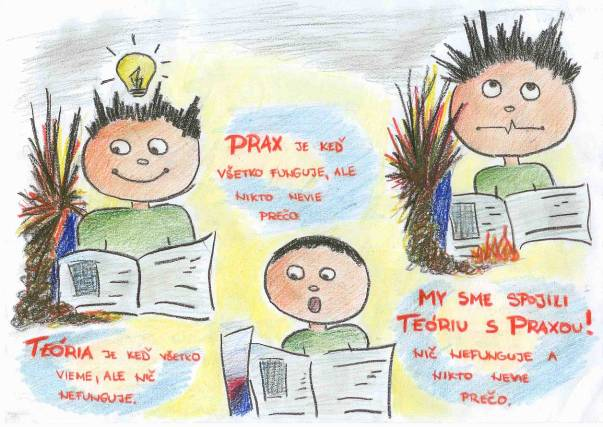 TEÓRIA JE KEĎ VŠETKO
VIEME, ALE NIČ
NEFUNGUJE.
PRAX JE KEĎ
VŠETKO FUNGUJE, ALE
NIKTO NEVIE
PREČO.
MY SME SPOJILI
TEÓRIU S PRAXOU!
NIČ NEFUNGUJE A
NIKTO NEVIE
PREČO.